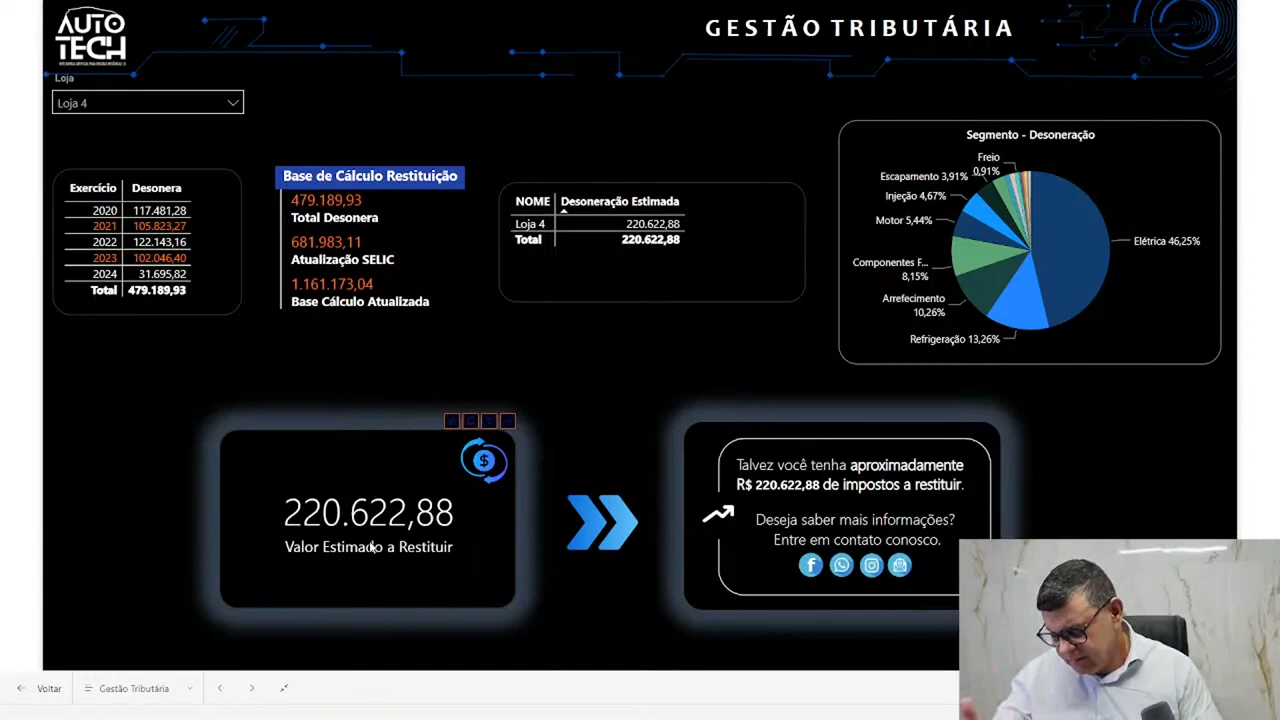 AUTO
TECH
GESTÃO TRIBUTÁRIA
Loja
Loja 4
Exercício Desonera
2020 117.481,28
2021 105.823,27
2022 122.143,16
2023 102.046,40
2024 31.695,82
Total 479.189,93
Base de Cálculo Restituição
479.189,93
Total Desonera
681.983,11
Atualização SELIC
1.161.173,04
Base Cálculo Atualizada
NOME Desoneração Estimada
Loja 4 220.622,88
Total 220.622,88
Segmento - Desoneração
Freio
0,91%
Escapamento 3,91%
Injeção 4,67%
Motor 5,44%
Elétrica 46,25%
Componentes F...
8,15%
Arrefecimento
10,26%
Refrigeração 13,26%
220.622,88
Valor Estimado a Restituir
Talvez você tenha aproximadamente
R$ 220.622,88 de impostos a restituir.
Deseja saber mais informações?
Entre em contato conosco.
Voltar
Gestão Tributária